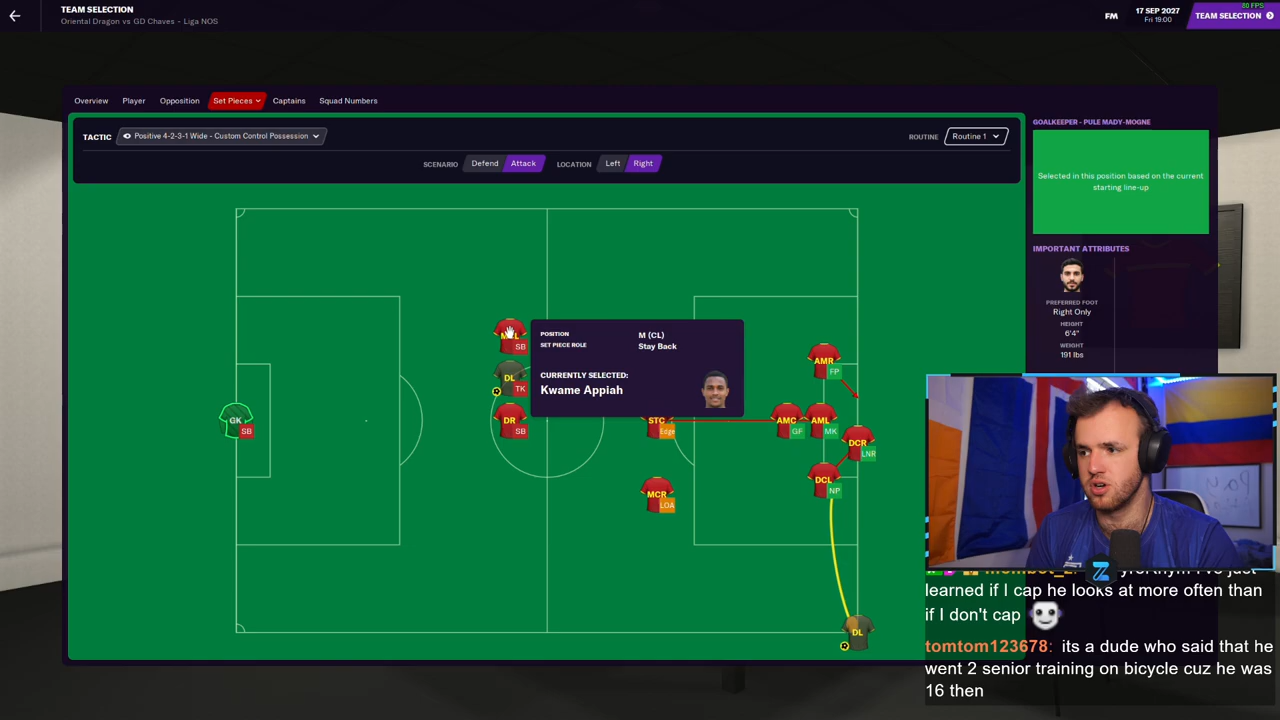 TEAM SELECTION
Oriental Dragon vs GD Chaves - Liga NOS
FM
17 SEP 2027
Fri 19:00
80 FPS
TEAM SELECTION
Overview
Player
Opposition
Set Pieces
Captains
Squad Numbers
TACTIC
Positive 4-2-3-1 Wide - Custom Control Possession
ROUTINE
Routine 1
SCENARIO
Defend
Attack
LOCATION
Left
Right
GOALKEEPER - PULE MADY-MOGNE
Selected in this position based on the current
starting line-up
IMPORTANT ATTRIBUTES
PREFERRED FOOT
Right Only
HEIGHT
6'4"
WEIGHT
191 lbs
SB
POSITION
M (CL)
SET PIECE ROLE
Stay Back
CURRENTLY SELECTED:
Kwame Appiah
AMR
FP
DL
TK
GK
SB
DR
SB
STC
Edge
AMC
GF
AML
MK
DCR
LNR
DCL
NP
MCR
LOA
DL
learned if I cap he looks at more often than
if I don't cap
tomtom123678: its a dude who said that he
went 2 senior training on bicycle cuz he was
16 then